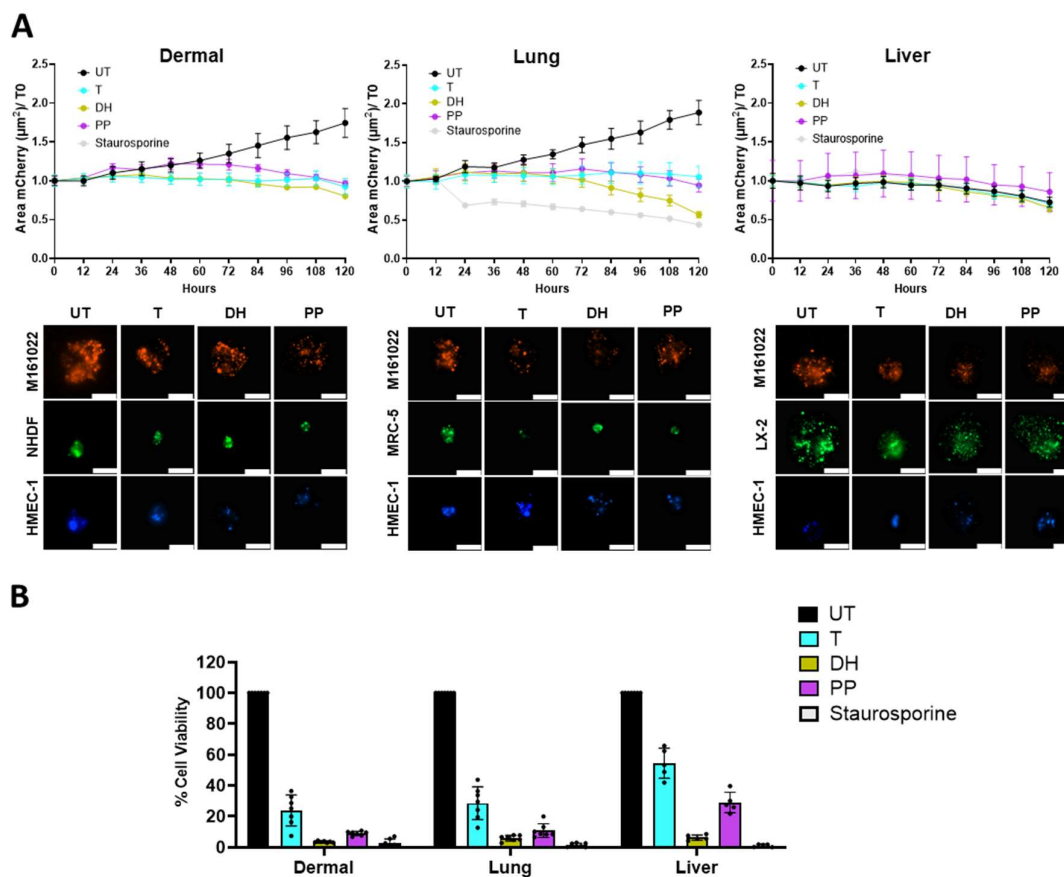 A
Dermal
UT
T
DH
PP
Staurosporine
Area mCherry (µm²)/ T0
2.5
2.0
1.5
1.0
0.5
0.0
0 12 24 36 48 60 72 84 96 108 120
Hours
Lung
UT
T
DH
PP
Staurosporine
Area mCherry (µm²)/ T0
2.5
2.0
1.5
1.0
0.5
0.0
0 12 24 36 48 60 72 84 96 108 120
Hours
Liver
UT
T
DH
PP
Staurosporine
Area mCherry (µm²)/ T0
2.5
2.0
1.5
1.0
0.5
0.0
0 12 24 36 48 60 72 84 96 108 120
Hours
UT T DH PP
M161022
NHDF
HMEC-1
UT T DH PP
M161022
MRC-5
HMEC-1
UT T DH PP
M161022
LX-2
HMEC-1
B
% Cell Viability
120
100
80
60
40
20
0
Dermal Lung Liver
UT
T
DH
PP
Staurosporine